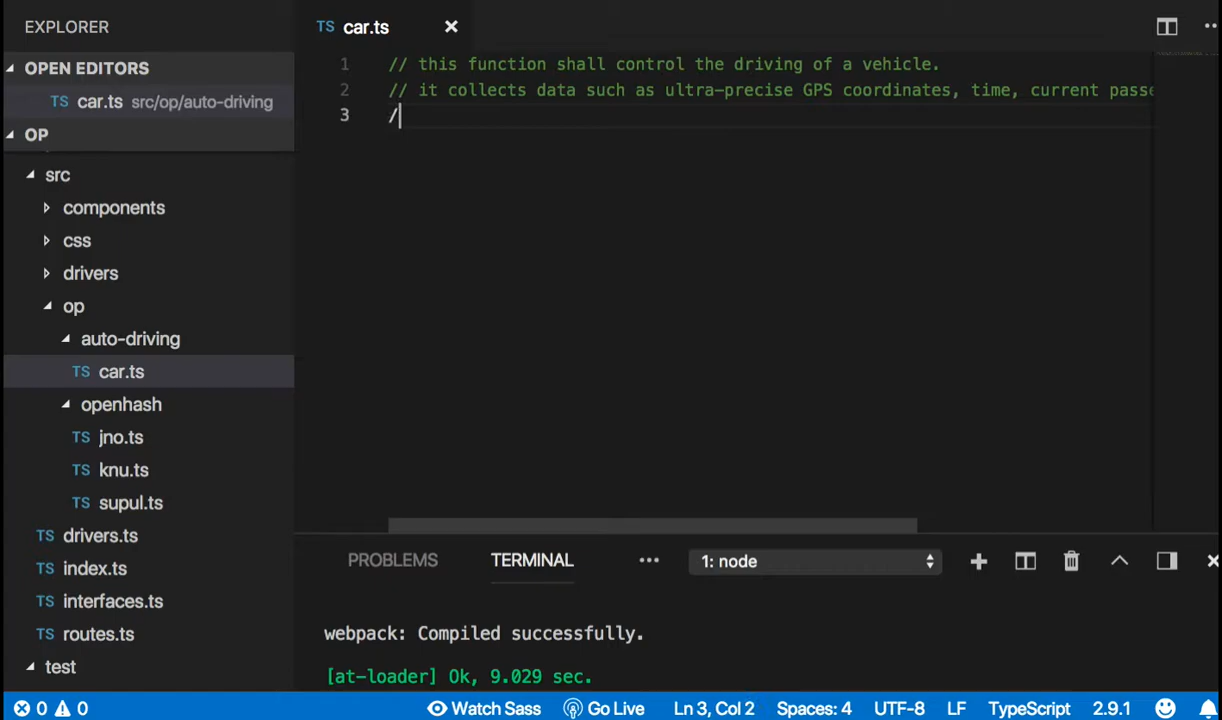 EXPLORER
OPEN EDITORS
TS car.ts src/op/auto-driving
OP
src
components
css
drivers
op
auto-driving
TS car.ts
openhash
TS jno.ts
TS knu.ts
TS supul.ts
TS drivers.ts
TS index.ts
TS interfaces.ts
TS routes.ts
test
TS car.ts
1 // this function shall control the driving of a vehicle.
2 // it collects data such as ultra-precise GPS coordinates, time, current passe
3 /
PROBLEMS TERMINAL ... 1: node
webpack: Compiled successfully.
[at-loader] Ok, 9.029 sec.
0 0 Watch Sass Go Live Ln 3, Col 2 Spaces: 4 UTF-8 LF TypeScript 2.9.1